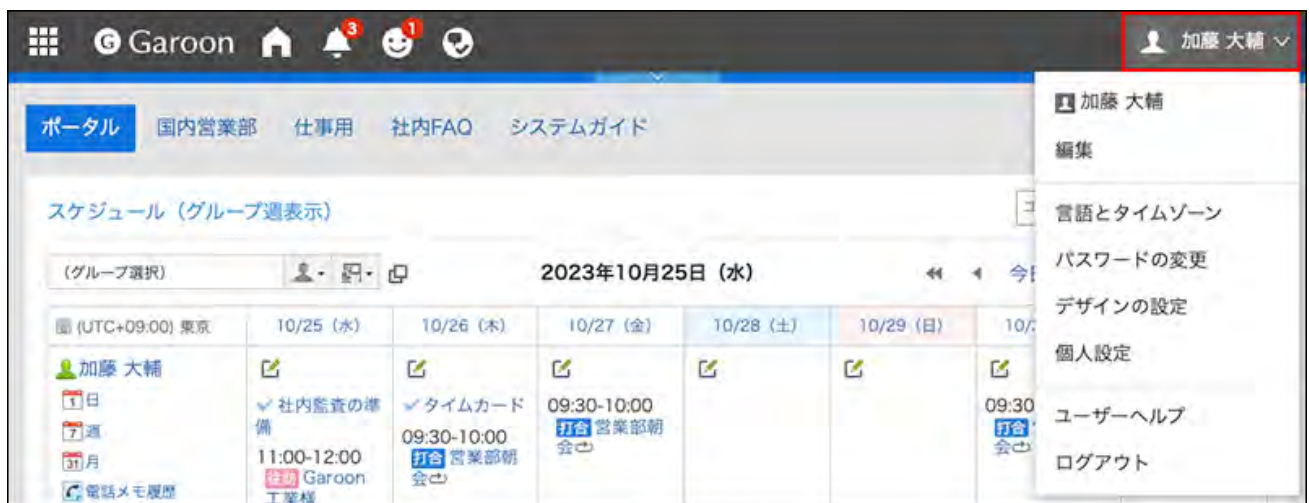 G Garoon 3 1 加藤 大輔
加藤 大輔
編集
言語とタイムゾーン
パスワードの変更
デザインの設定
個人設定
ユーザーヘルプ
ログアウト
ポータル 国内営業部 仕事用 社内FAQ システムガイド
スケジュール（グループ週表示）
(グループ選択) 2023年10月25日（水）
(UTC+09:00) 東京 10/25（水） 10/26（木） 10/27（金） 10/28（土） 10/29（日）
加藤 大輔
1 日
7 週
31 月
電話メモ履歴
社内監査の準
備
11:00-12:00
往訪 Garoon
工業様
タイムカード
09:30-10:00
打合 営業部朝
会
09:30-10:00
打合 営業部朝
会
09:30
打合
会